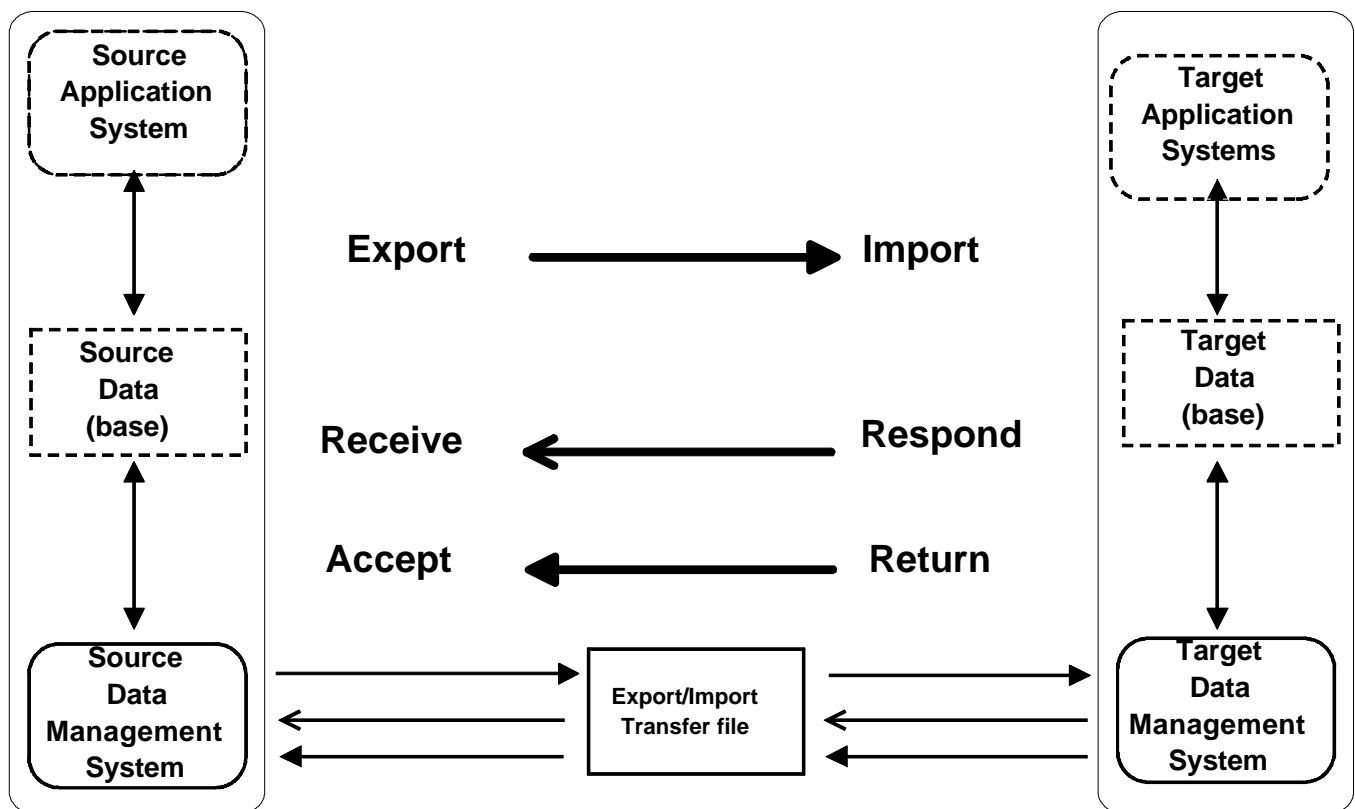 Source
Application
System
Target
Application
Systems
Export
Import
Source
Data
(base)
Target
Data
(base)
Receive
Respond
Accept
Return
Source
Data
Management
System
Export/Import
Transfer file
Target
Data
Management
System